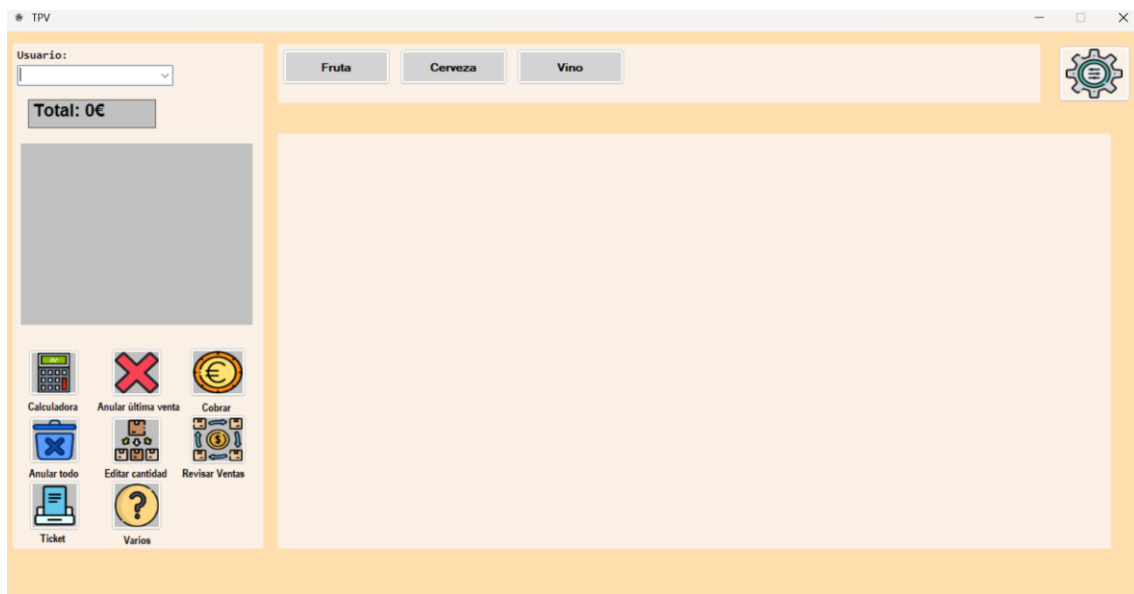 TPV
Usuario:
Total: 0€
Fruta Cerveza Vino
Calculadora Anular última venta Cobrar
Anular todo Editar cantidad Revisar Ventas
Ticket Varios